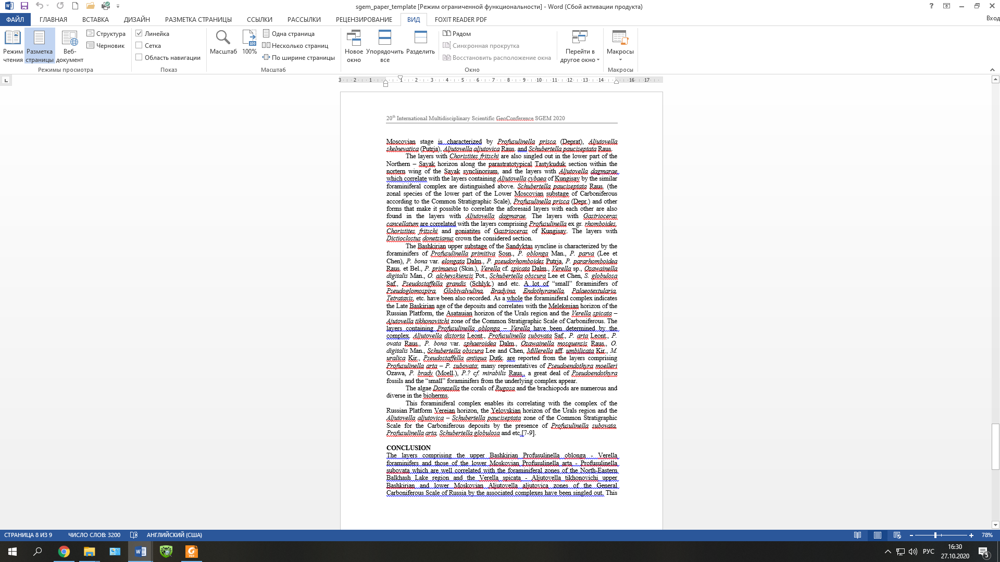 sgem_paper_template [Режим ограниченной функциональности] - Word (Сбой активации продукта)
ФАЙЛ ГЛАВНАЯ ВСТАВКА ДИЗАЙН РАЗМЕТКА СТРАНИЦЫ ССЫЛКИ РАССЫЛКИ РЕЦЕНЗИРОВАНИЕ ВИД FOXIT READER PDF Вход
Режим чтения
Разметка страницы
Веб-документ
Структура
Черновик
Режимы просмотра
Линейка
Сетка
Область навигации
Показ
Масштаб
100%
Одна страница
Несколько страниц
По ширине страницы
Масштаб
Новое окно
Упорядочить все
Разделить
Рядом
Синхронная прокрутка
Восстановить расположение окна
Перейти в другое окно
Окно
Макросы
Макросы
3 2 1 1 2 3 4 5 6 7 8 9 10 11 12 13 14 16 17
20th International Multidisciplinary Scientific GeoConference SGEM 2020
Moscovian stage is characterized by Profusulinella prisca (Deprat), Aljutovella
skelnevatica (Putrja), Aljutovella aljutovica Raus. and Schubertella pauciseptata Raus.
The layers with Choristites fritschi are also singled out in the lower part of the
Northern – Sayak horizon along the parastratotypical Tastykuduk section within the
nortern wing of the Sayak synclinorium, and the layers with Aljutovella dagmarae,
which correlate with the layers containing Aljutovella cybaea of Kungisay by the similar
foraminiferal complex are distinguished above. Schubertella pauciseptata Raus. (the
zonal species of the lower part of the Lower Moscovian substage of Carboniferous
according to the Common Stratigraphic Scale), Profusulinella prisca (Depr.) and other
forms that make it possible to correlate the aforesaid layers with each other are also
found in the layers with Aljutovella dagmarae. The layers with Gastrioceras
cancellatum are correlated with the layers comprising Profusulinella ex gr. rhomboides,
Choristites fritschi and goniatites of Gastrioceras of Kungisay. The layers with
Dictioclostus donetzianus crown the considered section.
The Bashkirian upper substage of the Sandyktas syncline is characterized by the
foraminifers of Profusulinella primitiva Sosn., P. oblonga Man., P. parva (Lee et
Chen), P. bona var. elongata Dalm., P. pseudorhomboides Putrja, P. pararhomboidea
Raus. et Bel., P. primaeva (Skin.), Verella cf. spicata Dalm., Verella sp., Ozawainella
digitalis Man., O. alchevskiensis Pot., Schubertella obscura Lee et Chen, S. globulosa
Saf., Pseudostaffella grandis (Schlyk.) and etc. A lot of “small” foraminifers of
Pseudoglomospira, Globivalvulina, Bradyina, Endothyranella, Palaeotextularia,
Tetrataxis, etc. have been also recorded. As a whole the foraminiferal complex indicates
the Late Baskirian age of the deposits and correlates with the Melekesian horizon of the
Russian Platform, the Asatauian horizon of the Urals region and the Verella spicata –
Ajutovella tikhonovitchi zone of the Common Stratigraphic Scale of Carboniferous. The
layers containing Profusulinella oblonga – Verella have been determined by the
complex. Aljutovella distorta Leont., Profusulinella subovata Saf., P. arta Leont., P.
ovata Raus., P. bona var. sphaeroidea Dalm., Ozawainella mosquensis Raus., O.
digitalis Man., Schubertella obscura Lee and Chen, Millerella aff. umbilicata Kir., M.
uralica Kir., Pseudostaffella antiqua Dutk. are reported from the layers comprising
Profusulinella arta – P. subovata; many representatives of Pseudoendothyra moelleri
Ozawa, P. brady (Moell.), P.? cf. mirabilis Raus., a great deal of Pseudoendothyra
fossils and the “small” foraminifers from the underlying complex appear.
The algae Donezella the corals of Rugosa and the brachiopods are numerous and
diverse in the bioherms.
This foraminiferal complex enables its correlating with the complex of the
Russian Platform Vereian horizon, the Yelovskian horizon of the Urals region and the
Aljutovella aljutovica – Schubertella pauciseptata zone of the Common Stratigraphic
Scale for the Carboniferous deposits by the presence of Profusulinella subovata,
Profusulinella arta, Schubertella globulosa and etc.[7-9].
CONCLUSION
The layers comprising the upper Bashkirian Profusulinella oblonga - Verella
foraminifers and those of the lower Moskovian Profusulinella arta - Profusulinella
subovata which are well correlated with the foraminiferal zones of the North-Eastern
Balkhash Lake region and the Verella spicata - Aljutovella tikhonovichi upper
Bashkirian and lower Moskovian Aljutovella aljutovica zones of the General
Carboniferous Scale of Russia by the associated complexes have been singled out. This
СТРАНИЦА 8 ИЗ 9 ЧИСЛО СЛОВ: 3200 АНГЛИЙСКИЙ (США) 78%
РУС
16:30
27.10.2020
5